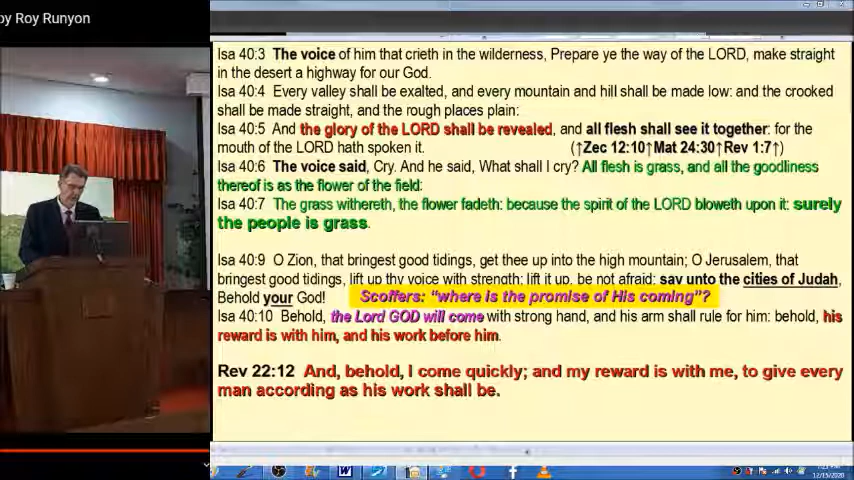 by Roy Runyon
Isa 40:3 The voice of him that crieth in the wilderness, Prepare ye the way of the LORD, make straight
in the desert a highway for our God.
Isa 40:4 Every valley shall be exalted, and every mountain and hill shall be made low: and the crooked
shall be made straight, and the rough places plain:
Isa 40:5 And the glory of the LORD shall be revealed, and all flesh shall see it together: for the
mouth of the LORD hath spoken it. (↑Zec 12:10↑Mat 24:30↑Rev 1:7↑)
Isa 40:6 The voice said, Cry. And he said, What shall I cry? All flesh is grass, and all the goodliness
thereof is as the flower of the field:
Isa 40:7 The grass withereth, the flower fadeth: because the spirit of the LORD bloweth upon it: surely
the people is grass.
Isa 40:9 O Zion, that bringest good tidings, get thee up into the high mountain; O Jerusalem, that
bringest good tidings, lift up thy voice with strength; lift it up, be not afraid: say unto the cities of Judah,
Behold your God! Scoffers: "where is the promise of His coming"?
Isa 40:10 Behold, the Lord GOD will come with strong hand, and his arm shall rule for him: behold, his
reward is with him, and his work before him.
Rev 22:12 And, behold, I come quickly; and my reward is with me, to give every
man according as his work shall be.
12/15/2020